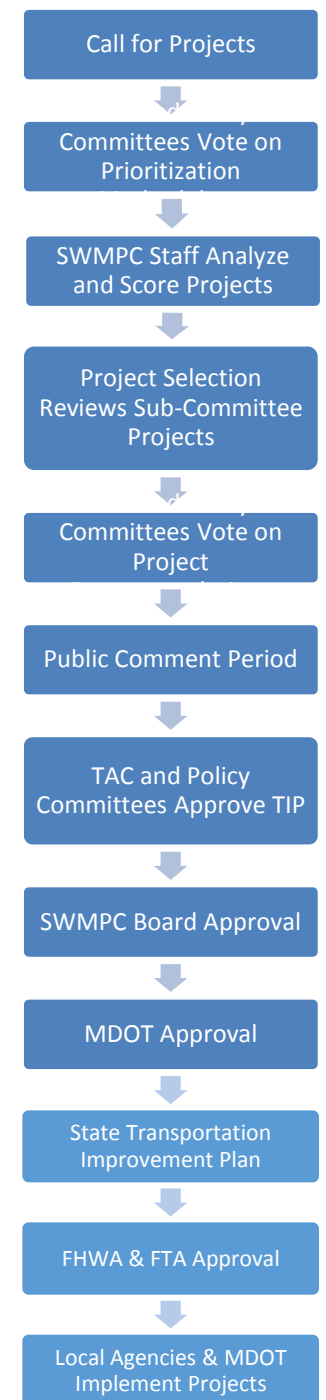 Call for Projects
Committees Vote on
Prioritization
SWMPC Staff Analyze
and Score Projects
Project Selection
Reviews Sub-Committee
Projects
Committees Vote on
Project
Public Comment Period
TAC and Policy
Committees Approve TIP
SWMPC Board Approval
MDOT Approval
State Transportation
Improvement Plan
FHWA & FTA Approval
Local Agencies & MDOT
Implement Projects